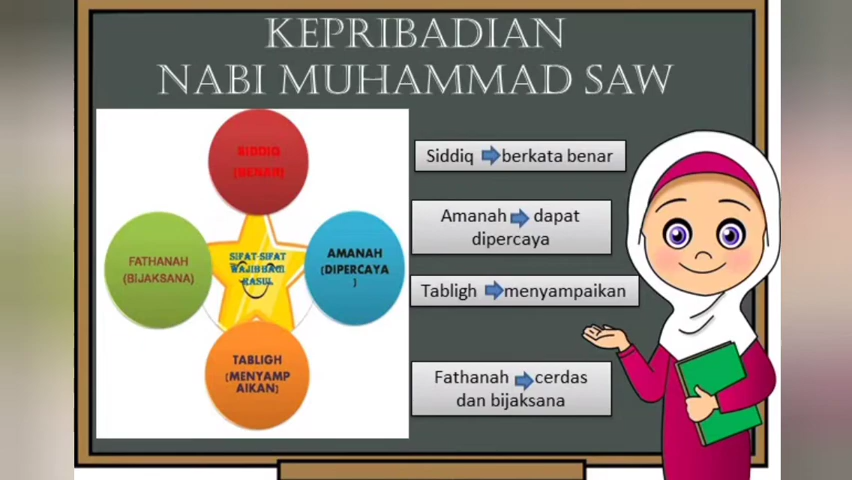 KEPRIBADIAN
NABI MUHAMMAD SAW
SIDDIQ
(BENAR)
FATHANAH
(BIJAKSANA)
SIFAT-SIFAT
WAJIB BAGI
RASUL
AMANAH
(DIPERCAYA
)
TABLIGH
(MENYAMP
AIKAN)
Siddiq berkata benar
Amanah dapat
dipercaya
Tabligh menyampaikan
Fathanah cerdas
dan bijaksana